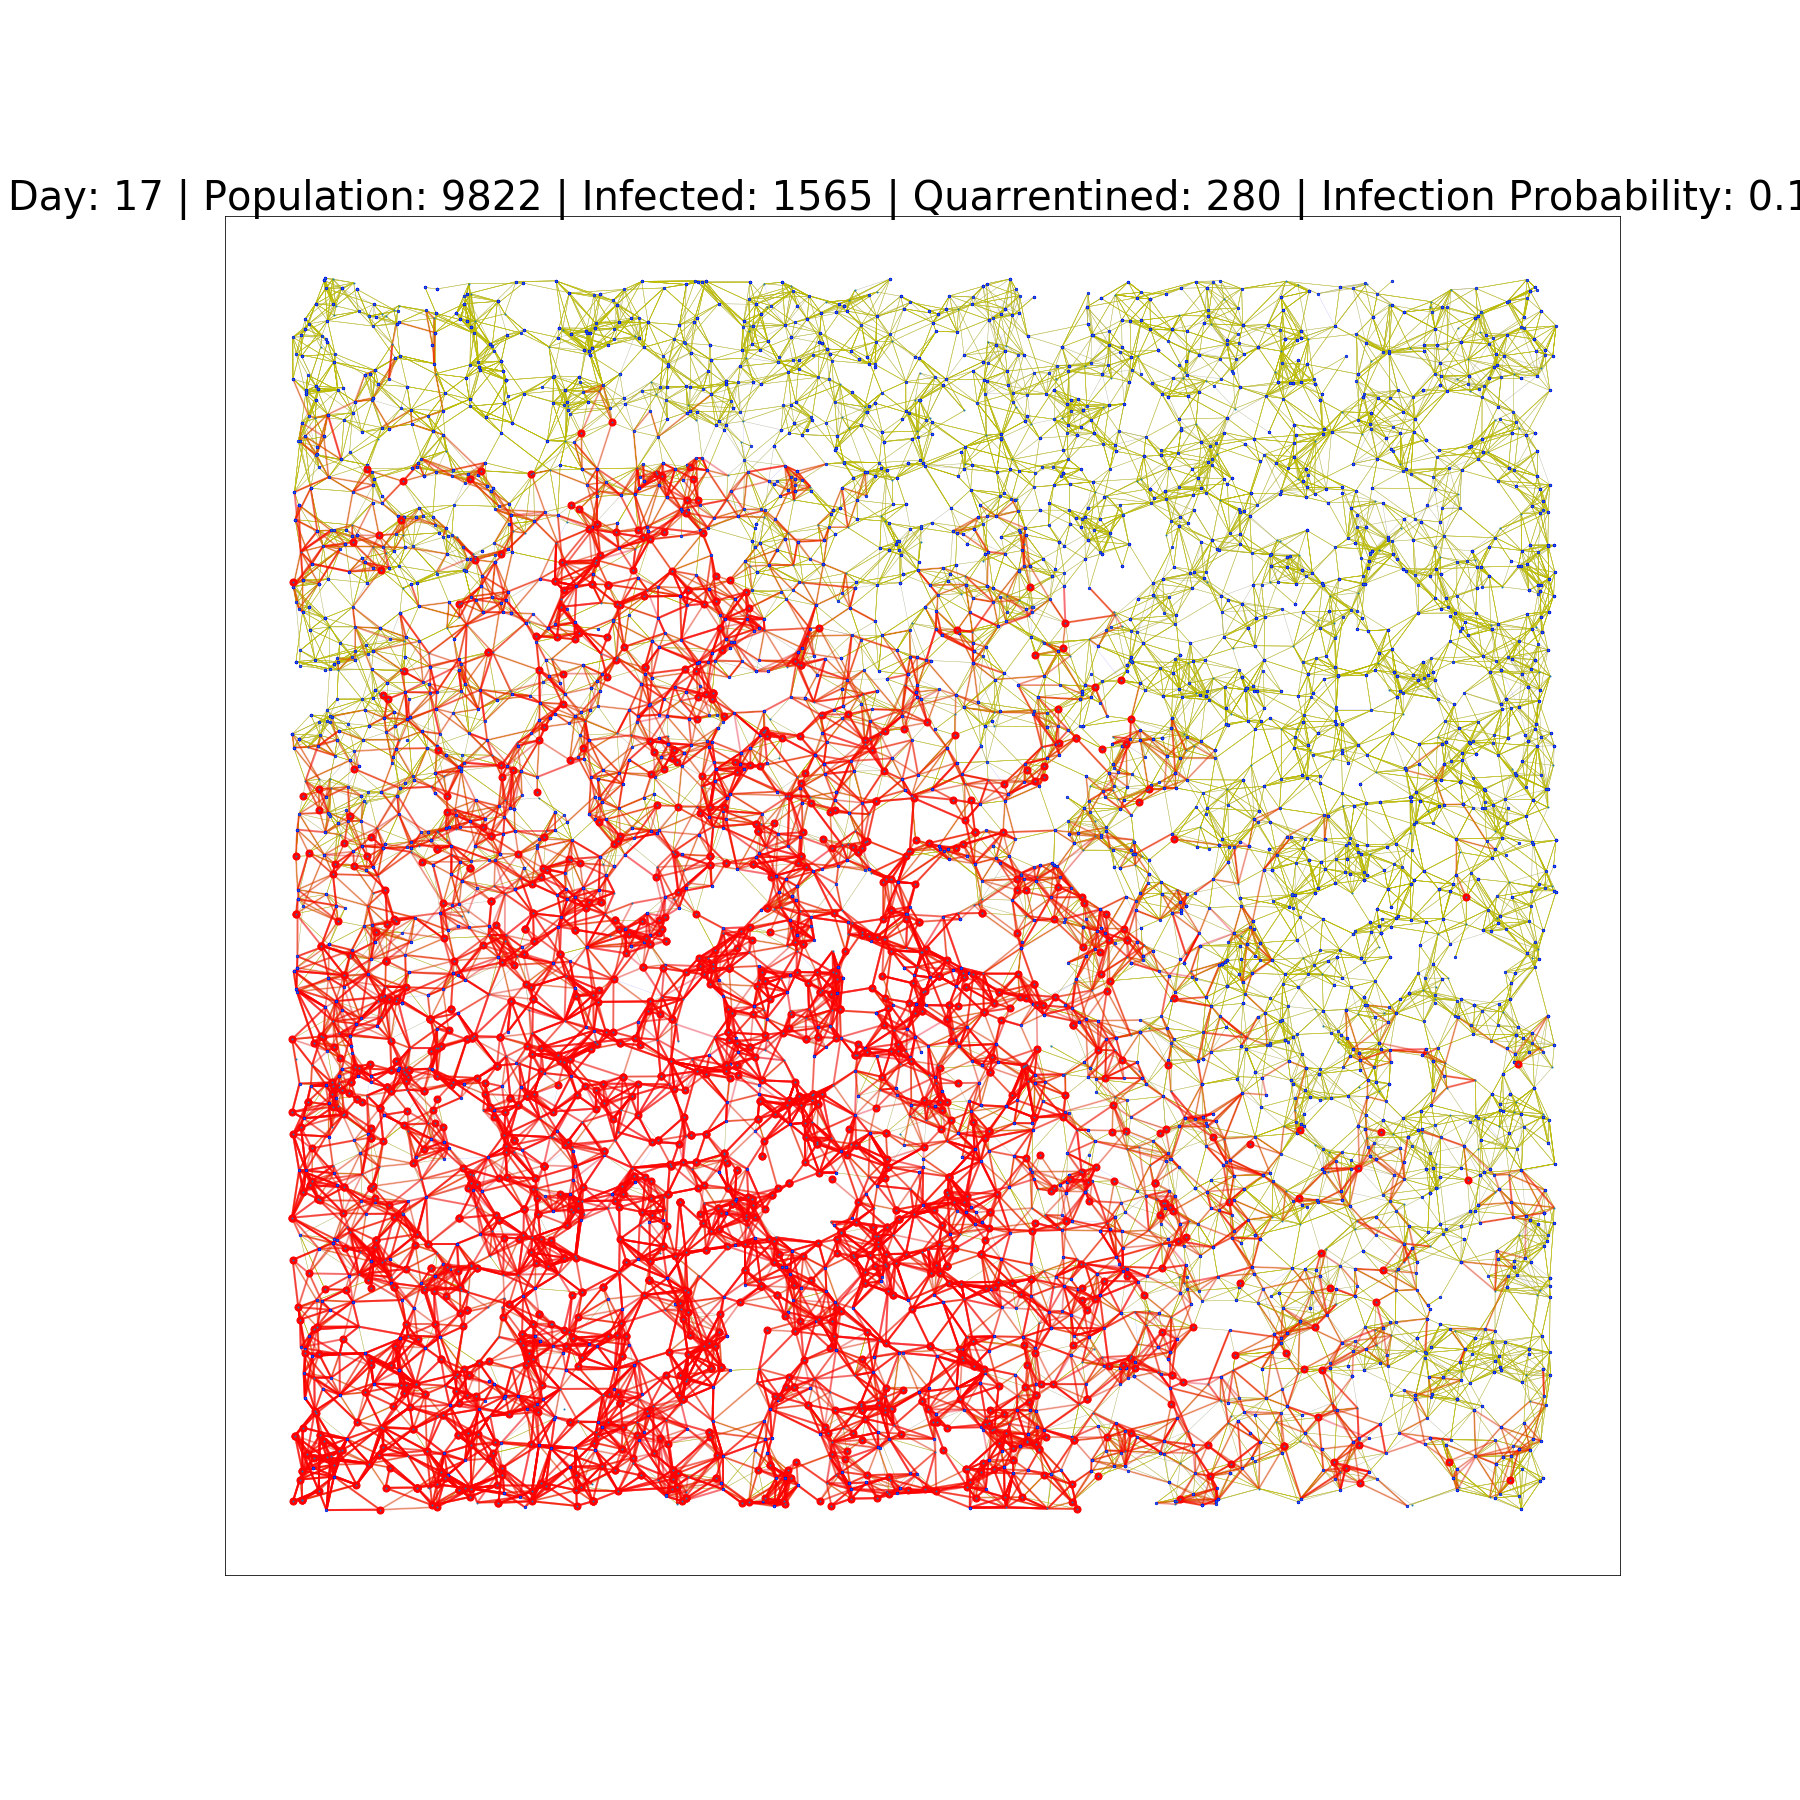 Day: 17 | Population: 9822 | Infected: 1565 | Quarrentined: 280 | Infection Probability: 0.1